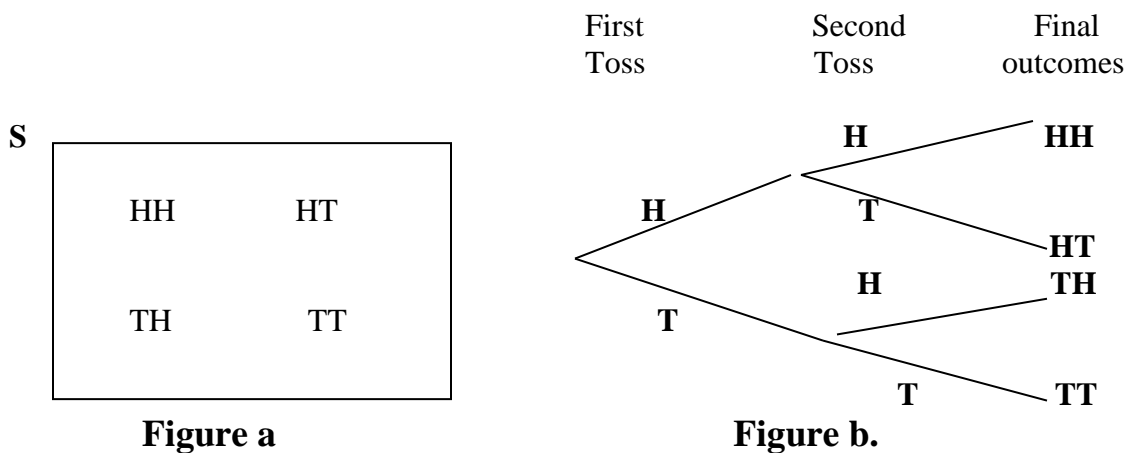 First Second Final
Toss Toss outcomes
S
H HH
HH HT
H T
HT
H TH
TH TT
T
T TT
Figure a Figure b.